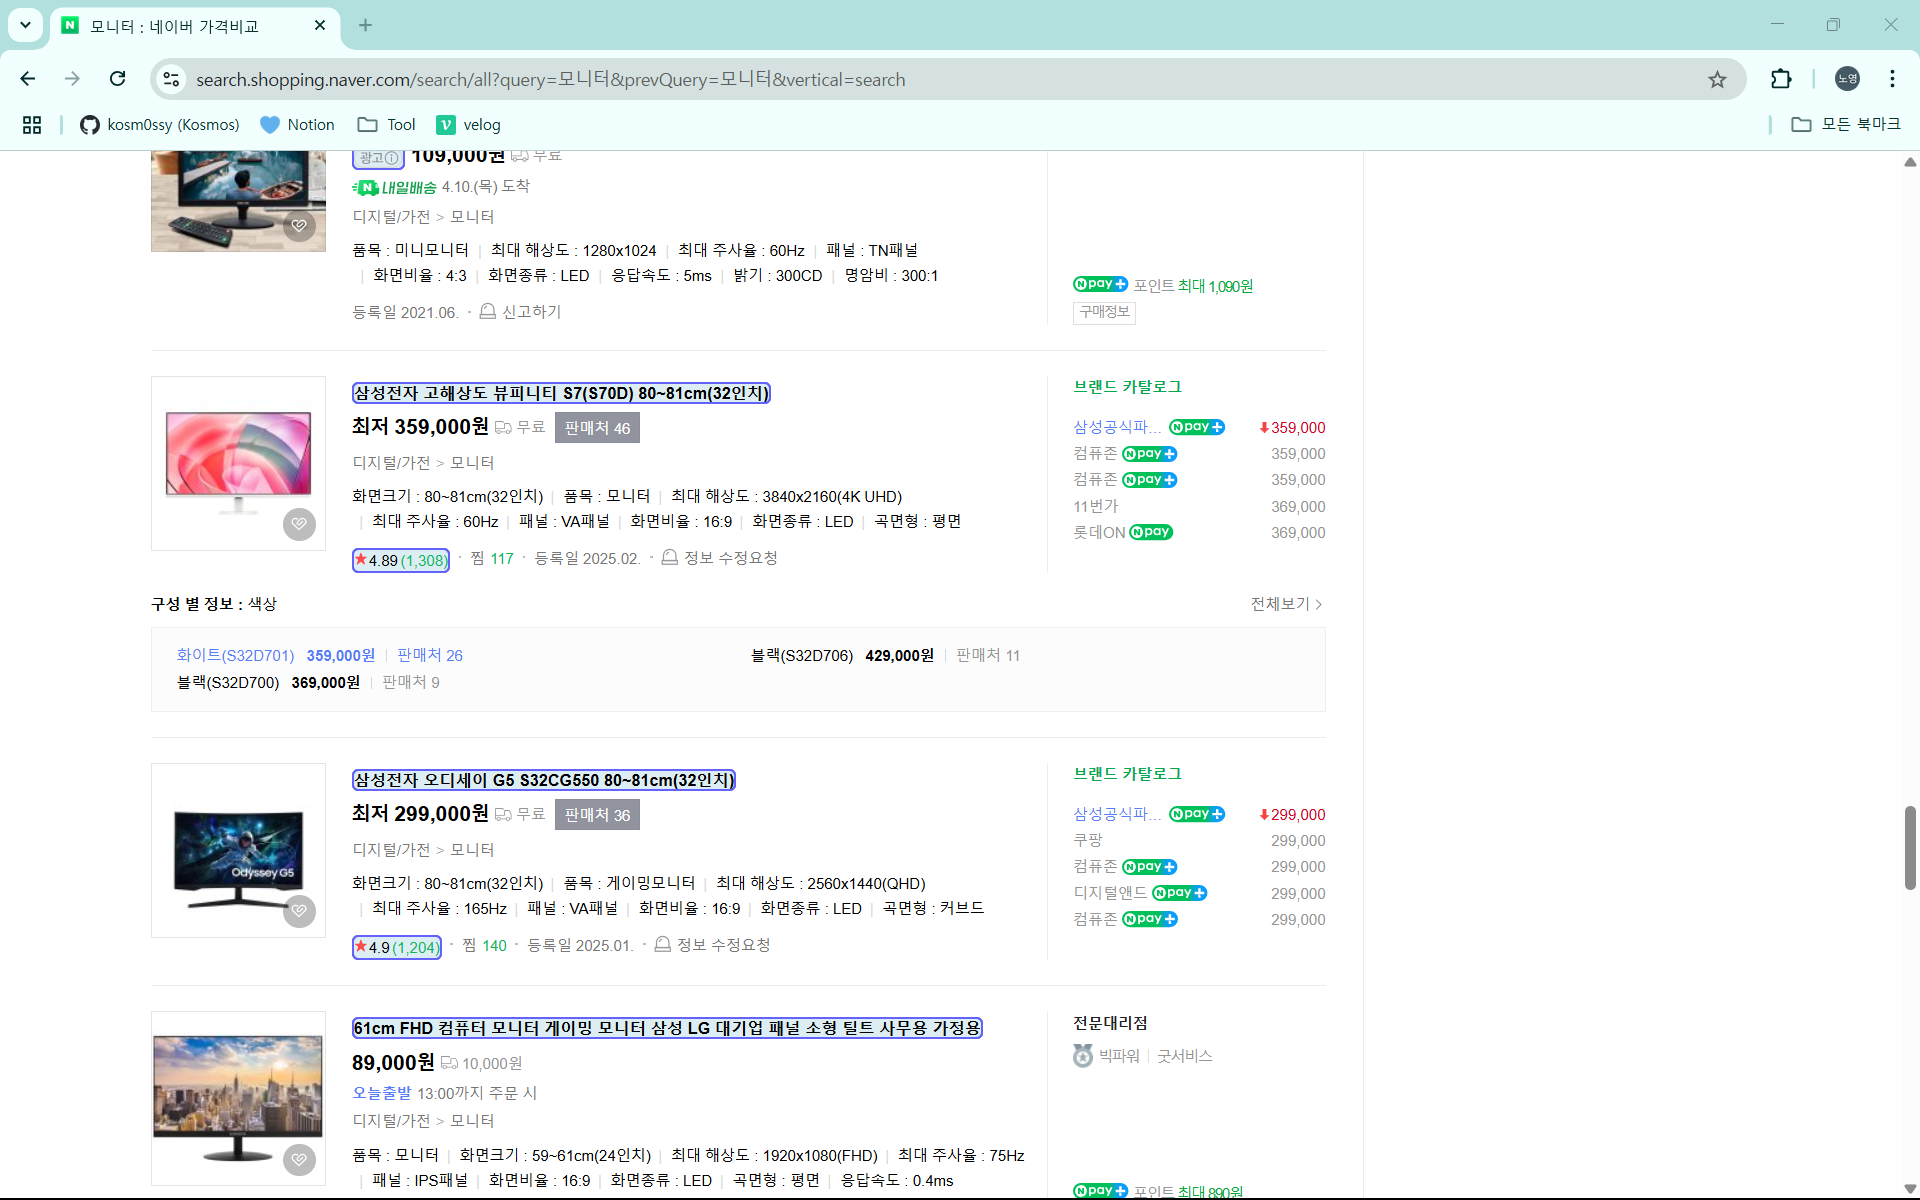 모니터 : 네이버 가격비교
search.shopping.naver.com/search/all?query=모니터&prevQuery=모니터&vertical=search
노영
kosm0ssy (Kosmos)
Notion
Tool
velog
모든 북마크
광고 109,000원 무료
내일배송 4.10.(목) 도착
디지털/가전 > 모니터
품목 : 미니모니터 | 최대 해상도 : 1280x1024 | 최대 주사율 : 60Hz | 패널 : TN패널
| 화면비율 : 4:3 | 화면종류 : LED | 응답속도 : 5ms | 밝기 : 300CD | 명암비 : 300:1
등록일 2021.06. · 신고하기
N pay+ 포인트 최대 1,090원
구매정보
삼성전자 고해상도 뷰피니티 S7(S70D) 80~81cm(32인치)
최저 359,000원 무료 판매처 46
디지털/가전 > 모니터
화면크기 : 80~81cm(32인치) | 품목 : 모니터 | 최대 해상도 : 3840x2160(4K UHD)
| 최대 주사율 : 60Hz | 패널 : VA패널 | 화면비율 : 16:9 | 화면종류 : LED | 곡면형 : 평면
★4.89 (1,308) · 찜 117 · 등록일 2025.02. · 정보 수정요청
브랜드 카탈로그
삼성공식파... N pay+ 359,000
컴퓨존 N pay+ 359,000
컴퓨존 N pay+ 359,000
11번가 369,000
롯데ON N pay 369,000
구성 별 정보 : 색상
전체보기 >
화이트(S32D701) 359,000원 | 판매처 26
블랙(S32D706) 429,000원 | 판매처 11
블랙(S32D700) 369,000원 | 판매처 9
Odyssey G5
삼성전자 오디세이 G5 S32CG550 80~81cm(32인치)
최저 299,000원 무료 판매처 36
디지털/가전 > 모니터
화면크기 : 80~81cm(32인치) | 품목 : 게이밍모니터 | 최대 해상도 : 2560x1440(QHD)
| 최대 주사율 : 165Hz | 패널 : VA패널 | 화면비율 : 16:9 | 화면종류 : LED | 곡면형 : 커브드
★4.9 (1,204) · 찜 140 · 등록일 2025.01. · 정보 수정요청
브랜드 카탈로그
삼성공식파... N pay+ 299,000
쿠팡 299,000
컴퓨존 N pay+ 299,000
디지털앤드 N pay+ 299,000
컴퓨존 N pay+ 299,000
61cm FHD 컴퓨터 모니터 게이밍 모니터 삼성 LG 대기업 패널 소형 틸트 사무용 가정용
89,000원 10,000원
오늘출발 13:00까지 주문 시
디지털/가전 > 모니터
품목 : 모니터 | 화면크기 : 59~61cm(24인치) | 최대 해상도 : 1920x1080(FHD) | 최대 주사율 : 75Hz
| 패널 : IPS패널 | 화면비율 : 16:9 | 화면종류 : LED | 곡면형 : 평면 | 응답속도 : 0.4ms
전문대리점
빅파워 | 굿서비스
N pay+ 포인트 최대 890원